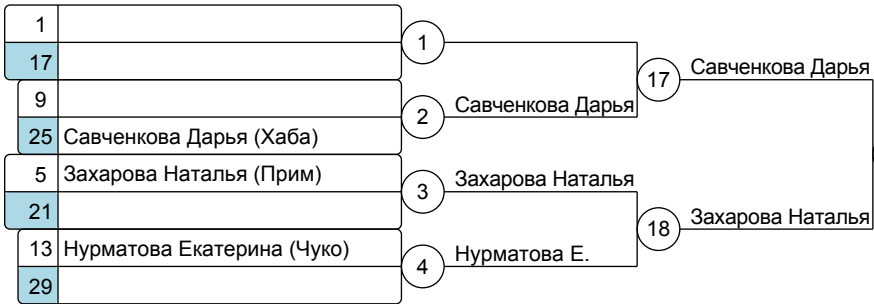 1
17
1
9
25 Савченкова Дарья (Хаба)
2
Савченкова Дарья
17
Савченкова Дарья
5 Захарова Наталья (Прим)
21
3
Захарова Наталья
13 Нурматова Екатерина (Чуко)
29
4
Нурматова Е.
18
Захарова Наталья